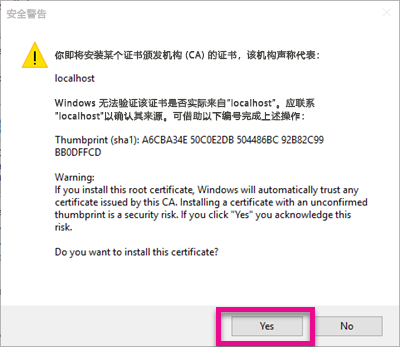 安全警告
你即将安装某个证书颁发机构 (CA) 的证书，该机构声称代表：
localhost
Windows 无法验证该证书是否实际来自“localhost”。应联系
“localhost”以确认其来源。可借助以下编号完成上述操作：
Thumbprint (sha1): A6CBA34E 50C0E2DB 504486BC 92B82C99
BB0DFFCD
Warning:
If you install this root certificate, Windows will automatically trust any
certificate issued by this CA. Installing a certificate with an unconfirmed
thumbprint is a security risk. If you click "Yes" you acknowledge this
risk.
Do you want to install this certificate?
Yes
No